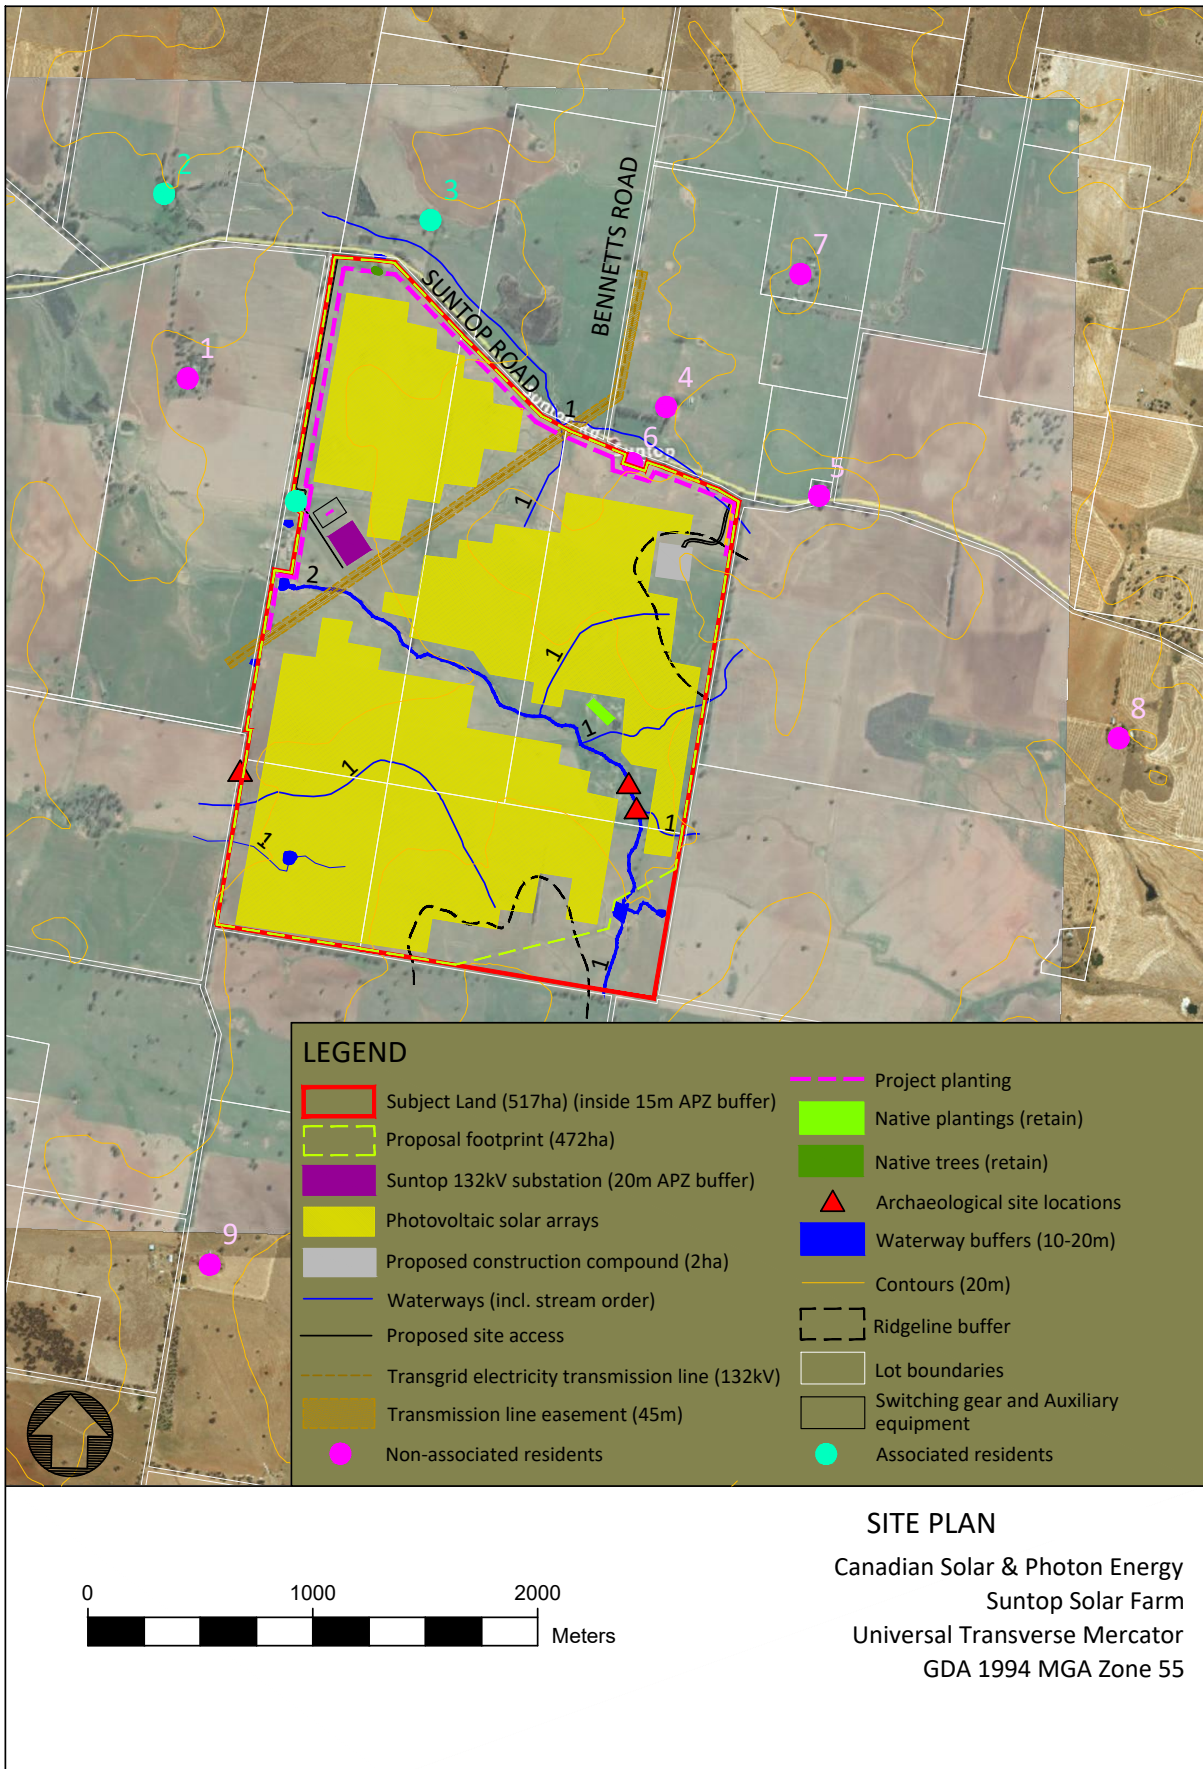 2
3
7
BENNETTS ROAD
SUNTOP ROAD
1
4
1
6
5
1
2
1
1
8
1
1
1
1
9
LEGEND
Subject Land (517ha) (inside 15m APZ buffer)
Proposal footprint (472ha)
Suntop 132kV substation (20m APZ buffer)
Photovoltaic solar arrays
Proposed construction compound (2ha)
Waterways (incl. stream order)
Proposed site access
Transgrid electricity transmission line (132kV)
Transmission line easement (45m)
Non-associated residents
Project planting
Native plantings (retain)
Native trees (retain)
Archaeological site locations
Waterway buffers (10-20m)
Contours (20m)
Ridgeline buffer
Lot boundaries
Switching gear and Auxiliary
equipment
Associated residents
SITE PLAN
Canadian Solar & Photon Energy
Suntop Solar Farm
Universal Transverse Mercator
GDA 1994 MGA Zone 55
0 1000 2000
Meters